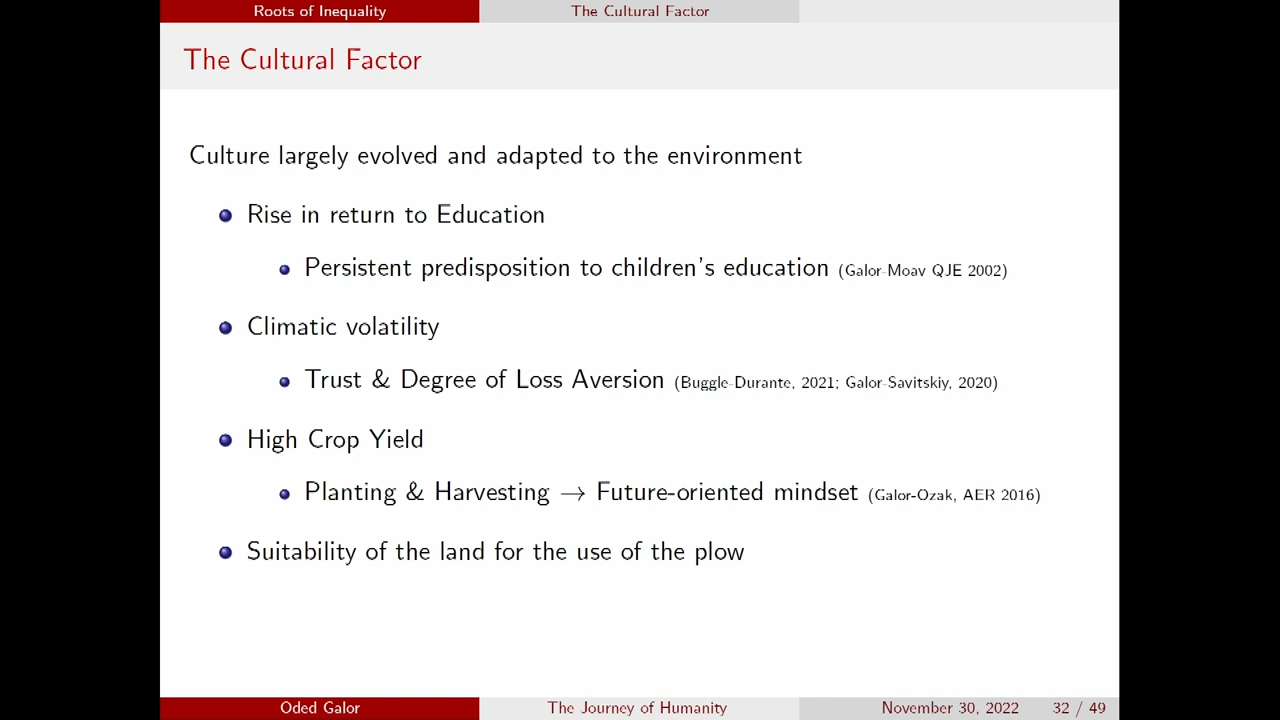 Roots of Inequality The Cultural Factor
The Cultural Factor
Culture largely evolved and adapted to the environment
Rise in return to Education
Persistent predisposition to children's education (Galor-Moav QJE 2002)
Climatic volatility
Trust & Degree of Loss Aversion (Buggle-Durante, 2021; Galor-Savitskiy, 2020)
High Crop Yield
Planting & Harvesting → Future-oriented mindset (Galor-Ozak, AER 2016)
Suitability of the land for the use of the plow
Oded Galor The Journey of Humanity November 30, 2022 32 / 49